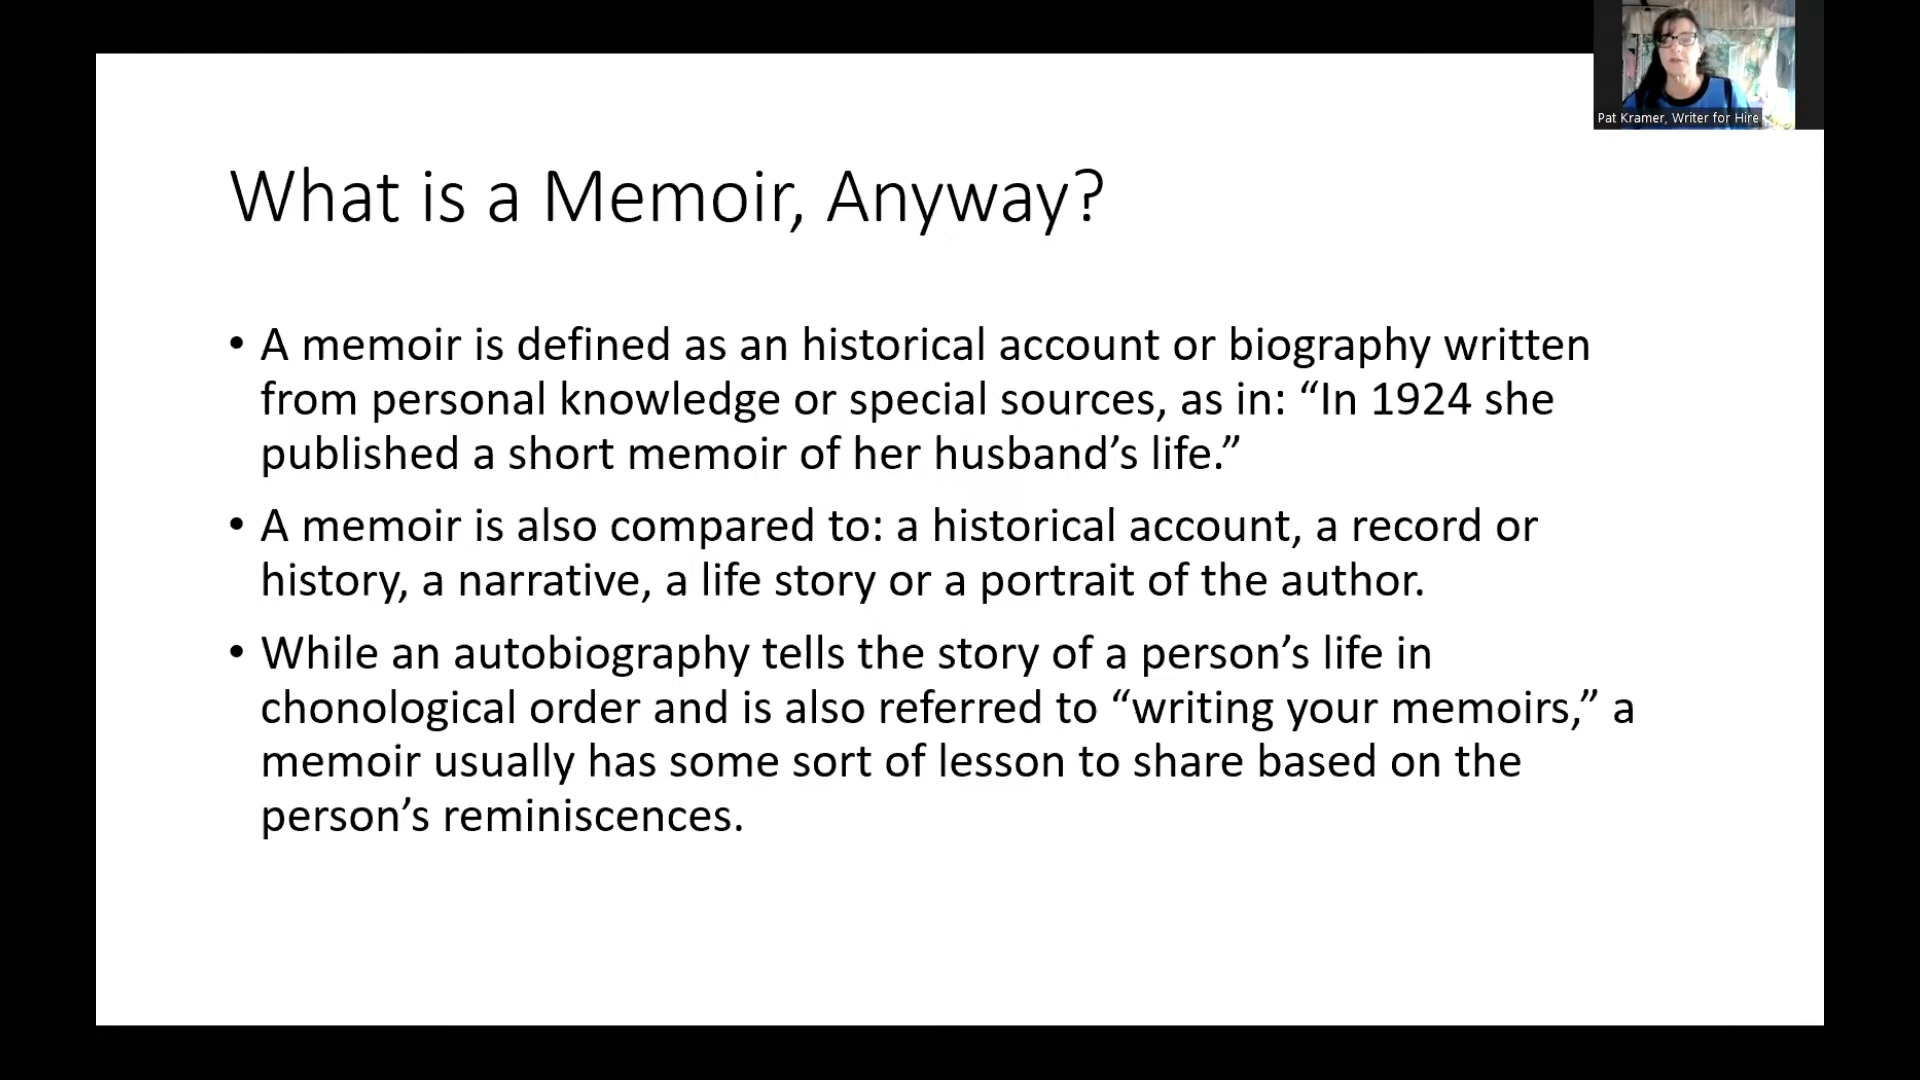 Pat Kramer, Writer for Hire
What is a Memoir, Anyway?
• A memoir is defined as an historical account or biography written
from personal knowledge or special sources, as in: “In 1924 she
published a short memoir of her husband’s life.”
• A memoir is also compared to: a historical account, a record or
history, a narrative, a life story or a portrait of the author.
• While an autobiography tells the story of a person’s life in
chonological order and is also referred to “writing your memoirs,” a
memoir usually has some sort of lesson to share based on the
person’s reminiscences.